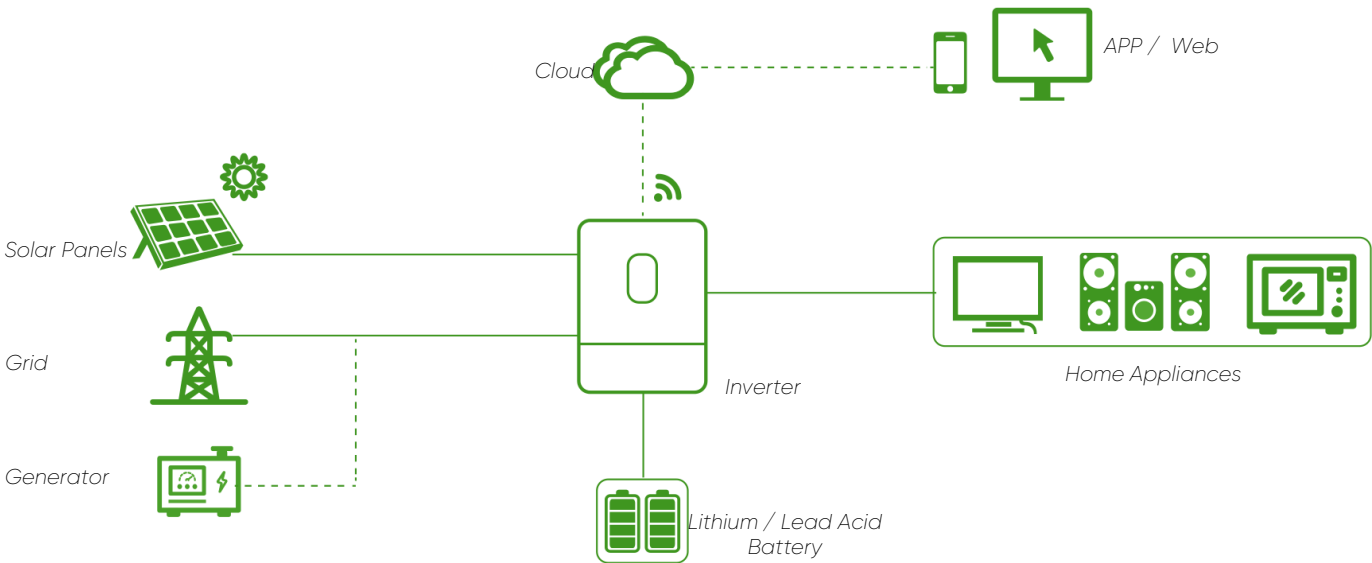 APP / Web
Cloud
Solar Panels
Grid
Home Appliances
Inverter
Generator
Lithium / Lead Acid
Battery